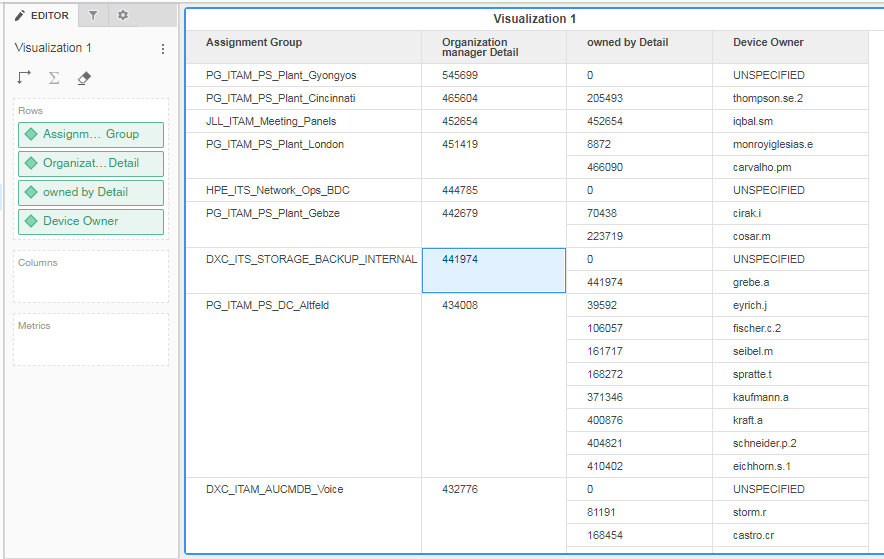 EDITOR
Visualization 1
Rows
Assignm... Group
Organizat...Detail
owned by Detail
Device Owner
Columns
Metrics
Visualization 1
Assignment Group Organization manager Detail owned by Detail Device Owner
PG_ITAM_PS_Plant_Gyongyos 545699 0 UNSPECIFIED
PG_ITAM_PS_Plant_Cincinnati 465604 205493 thompson.se.2
JLL_ITAM_Meeting_Panels 452654 452654 iqbal.sm
PG_ITAM_PS_Plant_London 451419 8872 monroyiglesias.e
466090 carvalho.pm
HPE_ITS_Network_Ops_BDC 444785 0 UNSPECIFIED
PG_ITAM_PS_Plant_Gebze 442679 70438 cirak.i
223719 cosar.m
DXC_ITS_STORAGE_BACKUP_INTERNAL 441974 0 UNSPECIFIED
441974 grebe.a
PG_ITAM_PS_DC_Altfeld 434008 39592 eyrich.j
106057 fischer.c.2
161717 seibel.m
168272 spratte.t
371346 kaufmann.a
400876 kraft.a
404821 schneider.p.2
410402 eichhorn.s.1
DXC_ITAM_AUCMDB_Voice 432776 0 UNSPECIFIED
81191 storm.r
168454 castro.cr